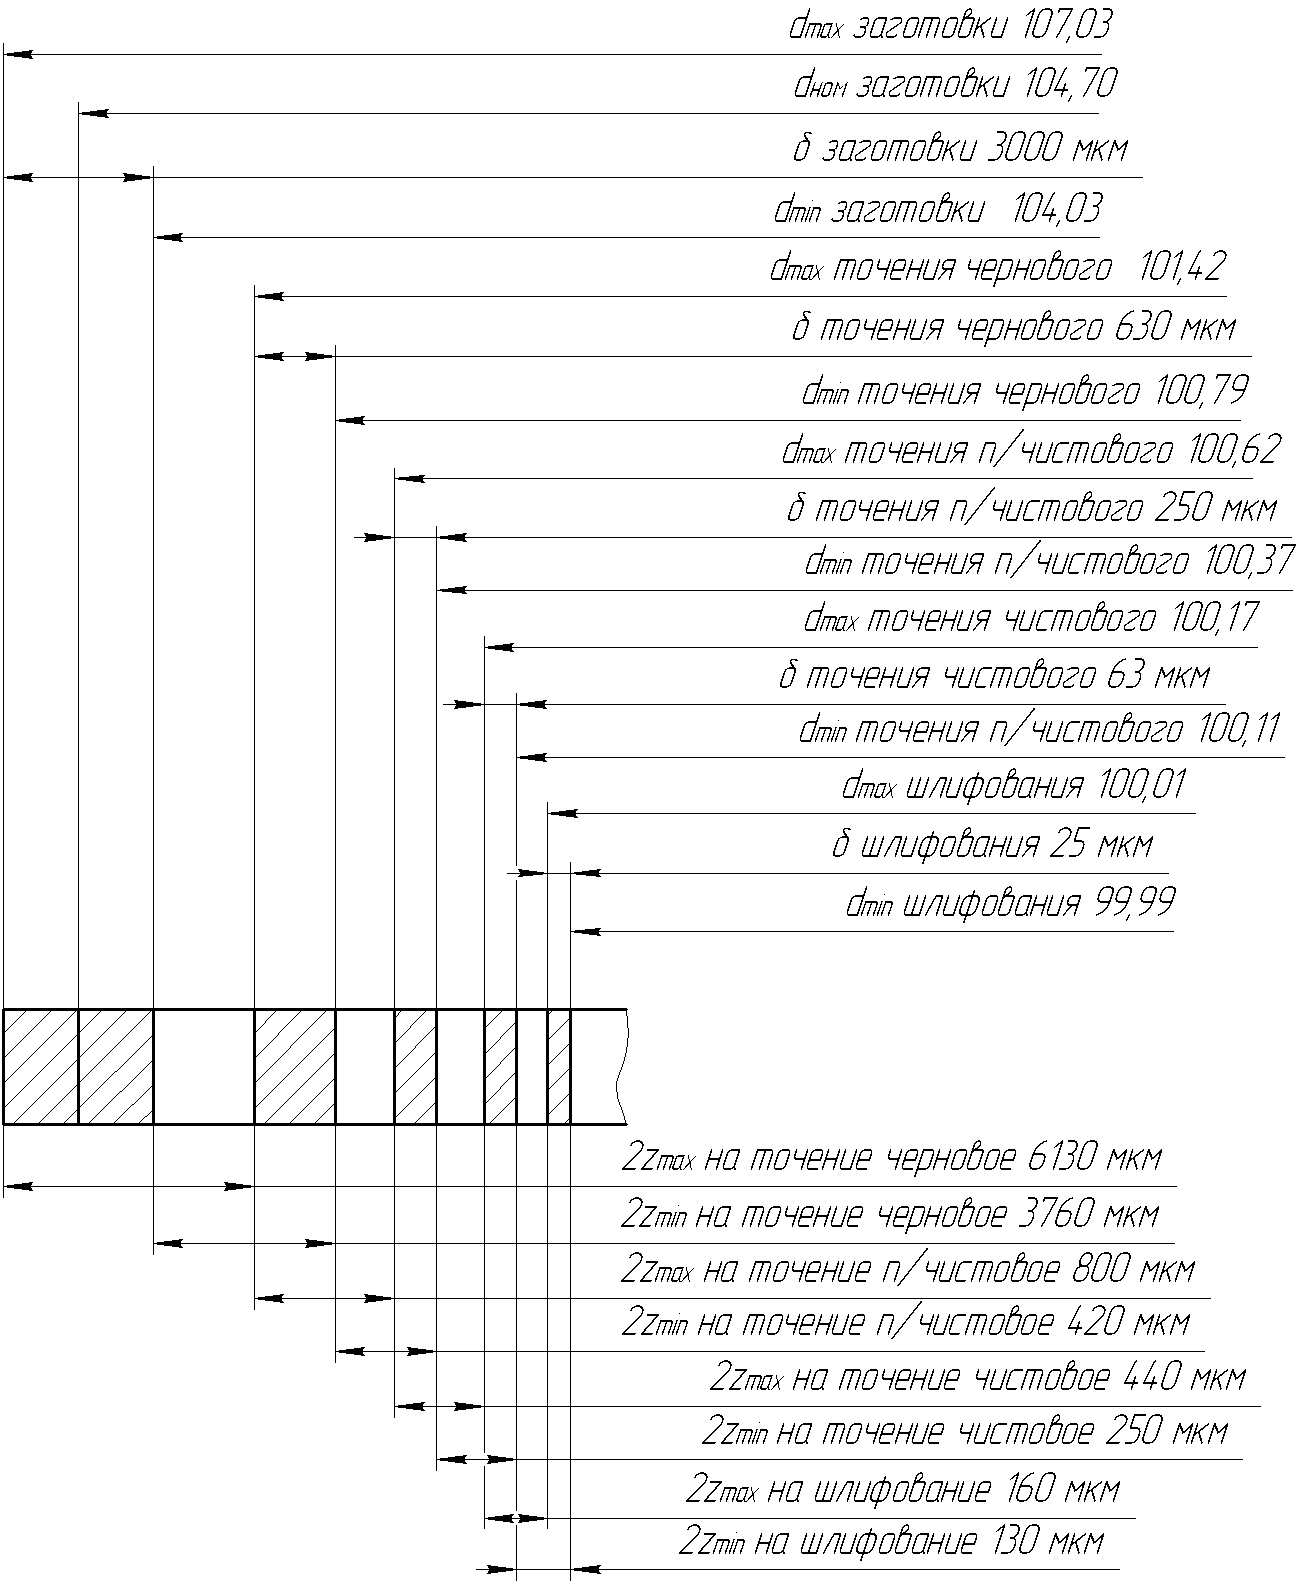 dmax заготовки 107,03
dном заготовки 104,70
δ заготовки 3000 мкм
dmin заготовки 104,03
dmax точения чернового 101,42
δ точения чернового 630 мкм
dmin точения чернового 100,79
dmax точения п/чистового 100,62
δ точения п/чистового 250 мкм
dmin точения п/чистового 100,37
dmax точения чистового 100,17
δ точения чистового 63 мкм
dmin точения п/чистового 100,11
dmax шлифования 100,01
δ шлифования 25 мкм
dmin шлифования 99,99
2zmax на точение черновое 6130 мкм
2zmin на точение черновое 3760 мкм
2zmax на точение п/чистовое 800 мкм
2zmin на точение п/чистовое 420 мкм
2zmax на точение чистовое 440 мкм
2zmin на точение чистовое 250 мкм
2zmax на шлифование 160 мкм
2zmin на шлифование 130 мкм